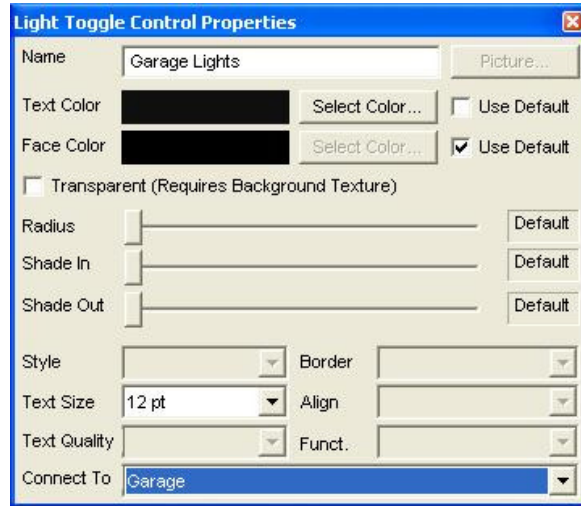 Light Toggle Control Properties
Name Garage Lights Picture...
Text Color Select Color... Use Default
Face Color Select Color... Use Default
Transparent (Requires Background Texture)
Radius Default
Shade In Default
Shade Out Default
Style Border
Text Size 12 pt Align
Text Quality Funct.
Connect To Garage